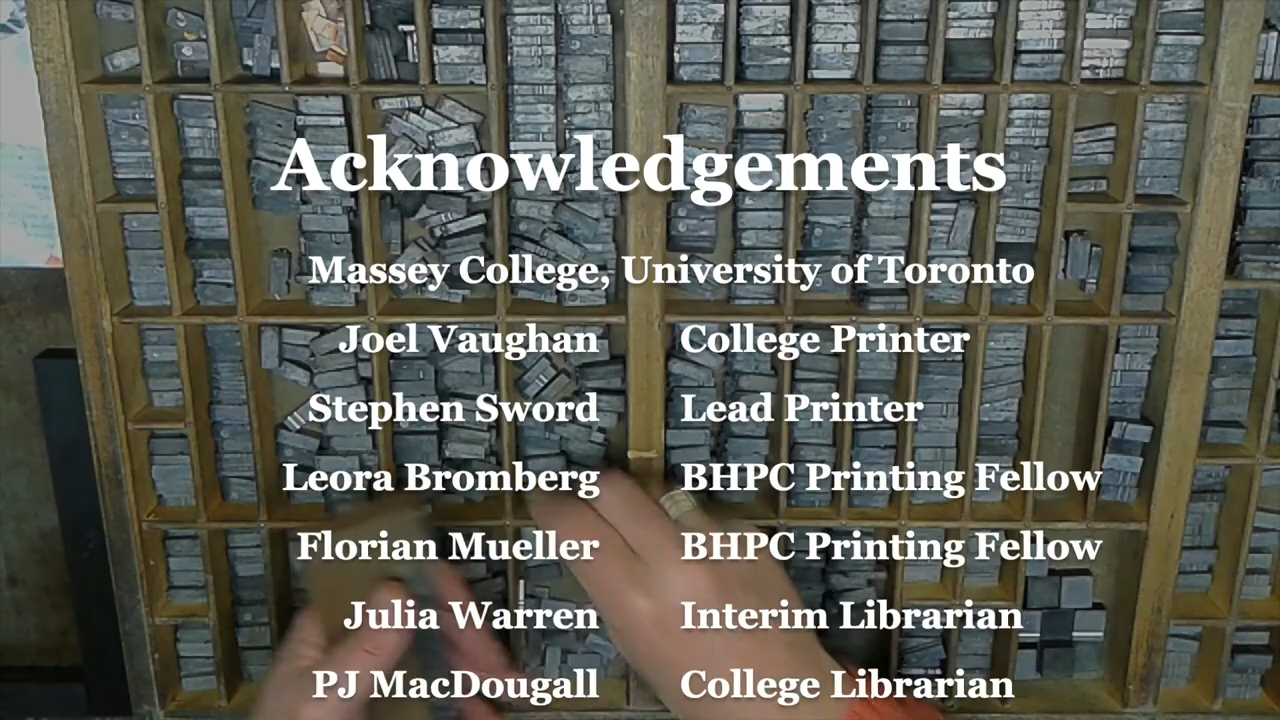 Acknowledgements
Massey College, University of Toronto
Joel Vaughan College Printer
Stephen Sword Lead Printer
Leora Bromberg BHPC Printing Fellow
Florian Mueller BHPC Printing Fellow
Julia Warren Interim Librarian
PJ MacDougall College Librarian